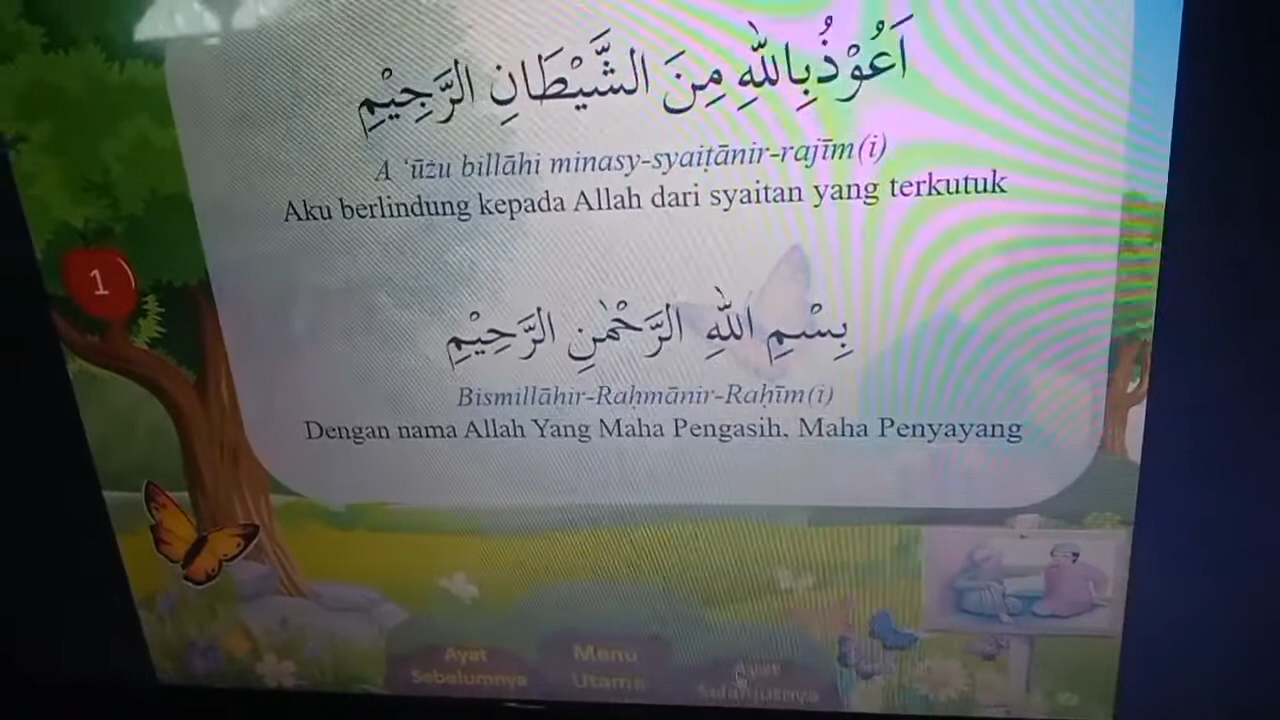 اَعُوْذُبِاللّٰهِ مِنَ الشَّيْطَانِ الرَّجِيْمِ
A ‘ūżu billāhi minasy-syaiṭānir-rajīm(i)
Aku berlindung kepada Allah dari syaitan yang terkutuk
1
بِسْمِ اللّٰهِ الرَّحْمٰنِ الرَّحِيْمِ
Bismillāhir-Raḥmānir-Raḥīm(i)
Dengan nama Allah Yang Maha Pengasih, Maha Penyayang
Ayat
Sebelumnya
Menu
Utama
Ayat
Selanjutnya